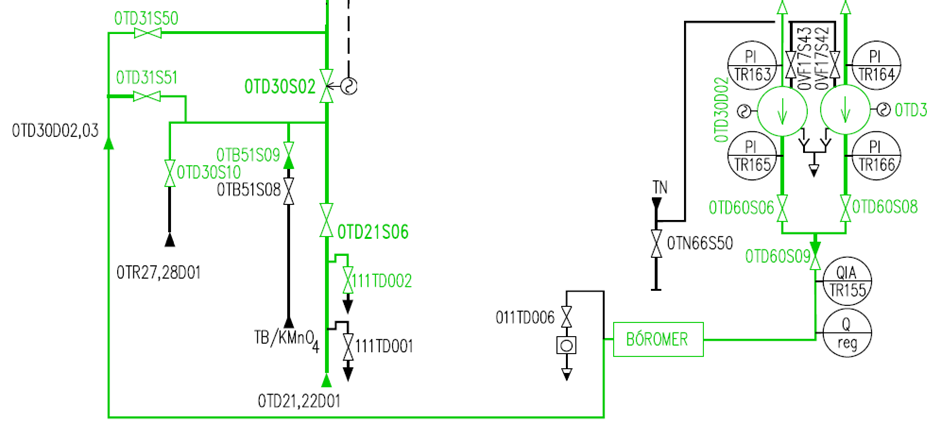 0TD31S50
0TD31S51
0TD30S02
0TD30D02,03
0TB51S09
0TD30S10
0TB51S08
0TD21S06
0TR27,28D01
111TD002
TB/KMnO4
111TD001
0TD21,22D01
0VF17S43
0VF17S42
PI
TR163
PI
TR164
0TD30D02
0TD3
PI
TR165
PI
TR166
TN
0TD60S06
0TD60S08
0TN66S50
0TD60S09
QIA
TR155
011TD006
BÓROMER
Q
reg